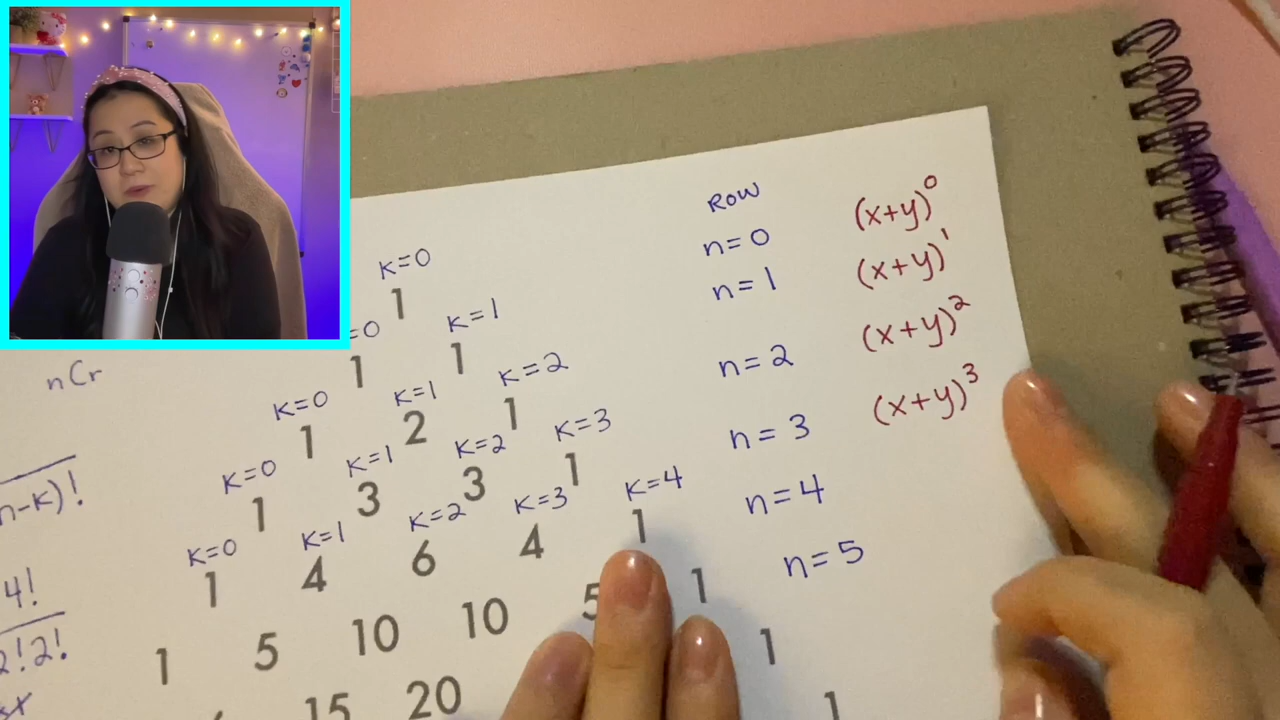 ROW
(x+y)^0
K=0
n=0
1
n=1
(x+y)^1
=0
K=1
nCr
1
1
n=2
(x+y)^2
K=0
K=1
K=2
1
2
1
n=3
(x+y)^3
K=0
K=1
K=2
K=3
1
3
3
1
n=4
K=0
K=1
K=2
K=3
K=4
1
4
6
4
1
n=5
1
5
10
10
5
1
15
20
1
1
n-K)!
4!
2!2!